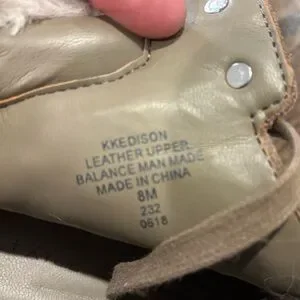 KKEDISON
LEATHER UPPER
BALANCE MAN MADE
MADE IN CHINA
8M
232
0618